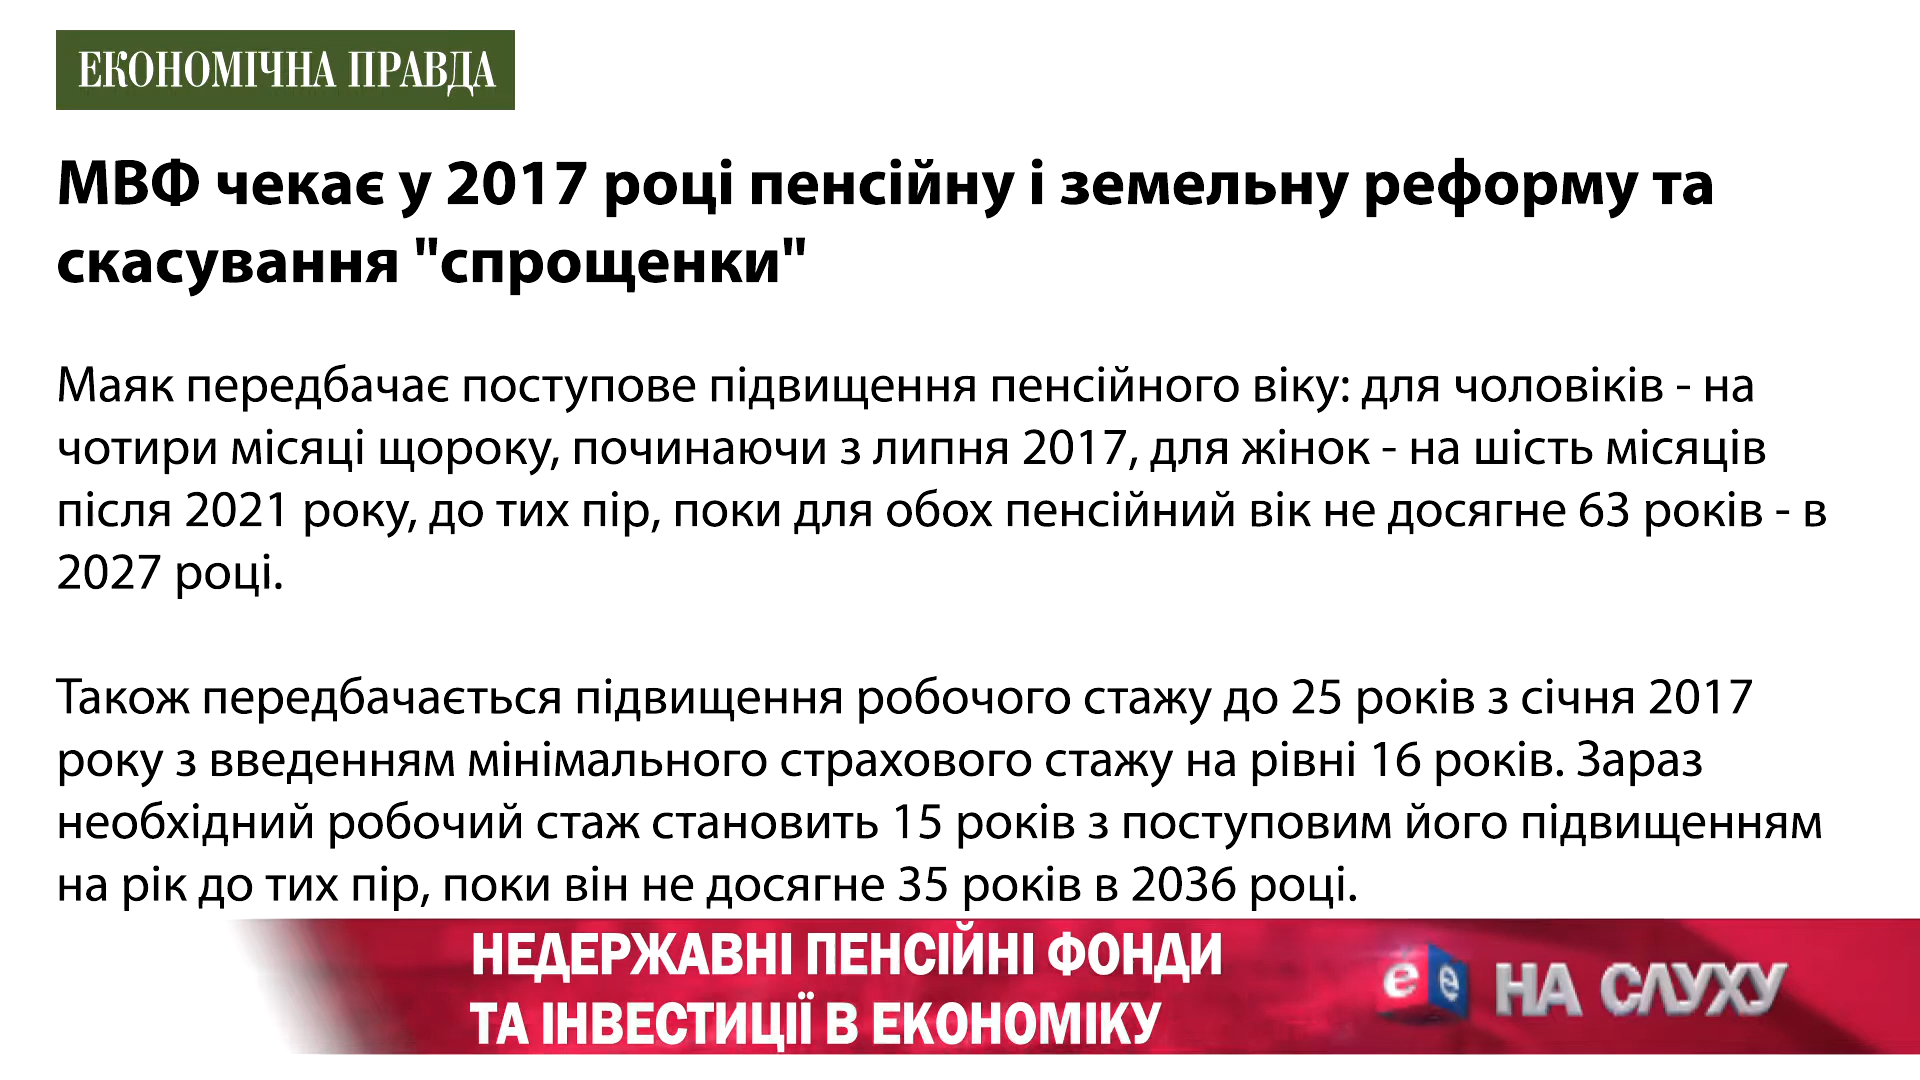 ЕКОНОМІЧНА ПРАВДА
МВФ чекає у 2017 році пенсійну і земельну реформу та
скасування "спрощенки"
Маяк передбачає поступове підвищення пенсійного віку: для чоловіків - на
чотири місяці щороку, починаючи з липня 2017, для жінок - на шість місяців
після 2021 року, до тих пір, поки для обох пенсійний вік не досягне 63 років - в
2027 році.
Також передбачається підвищення робочого стажу до 25 років з січня 2017
року з введенням мінімального страхового стажу на рівні 16 років. Зараз
необхідний робочий стаж становить 15 років з поступовим його підвищенням
на рік до тих пір, поки він не досягне 35 років в 2036 році.
НЕДЕРЖАВНІ ПЕНСІЙНІ ФОНДИ
ТА ІНВЕСТИЦІЇ В ЕКОНОМІКУ
е е НА СЛУХУ